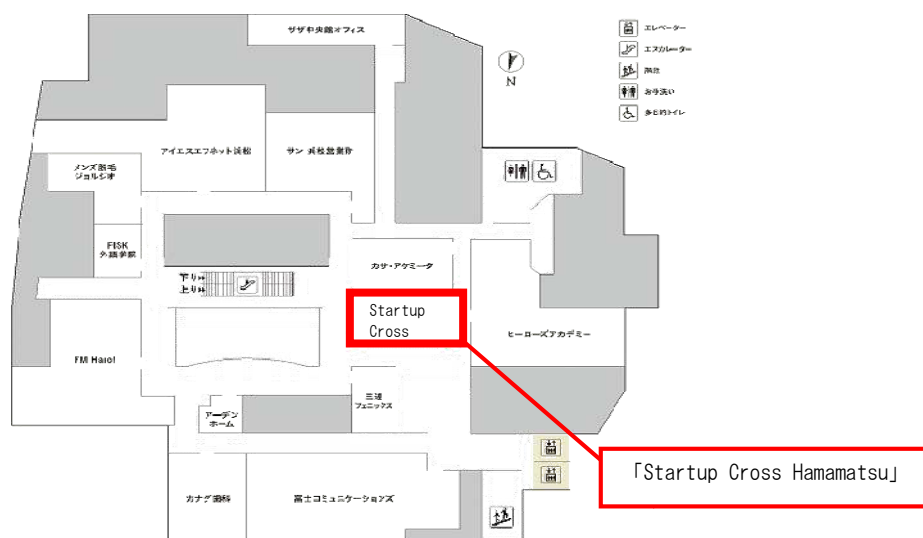 ザザ中央館オフィス
エレベーター
エスカレーター
階段
お手洗い
多目的トイレ
N
アイエスエフネット浜松
サン 浜松営業所
メンズ脱毛
ジョルジオ
FISK
外語学院
カサ・アケミータ
下り
上り
Startup
Cross
ヒーローズアカデミー
FM Haro!
三遊
フェニックス
アーデン
ホーム
「Startup Cross Hamamatsu」
カナグ歯科
富士コミュニケーションズ